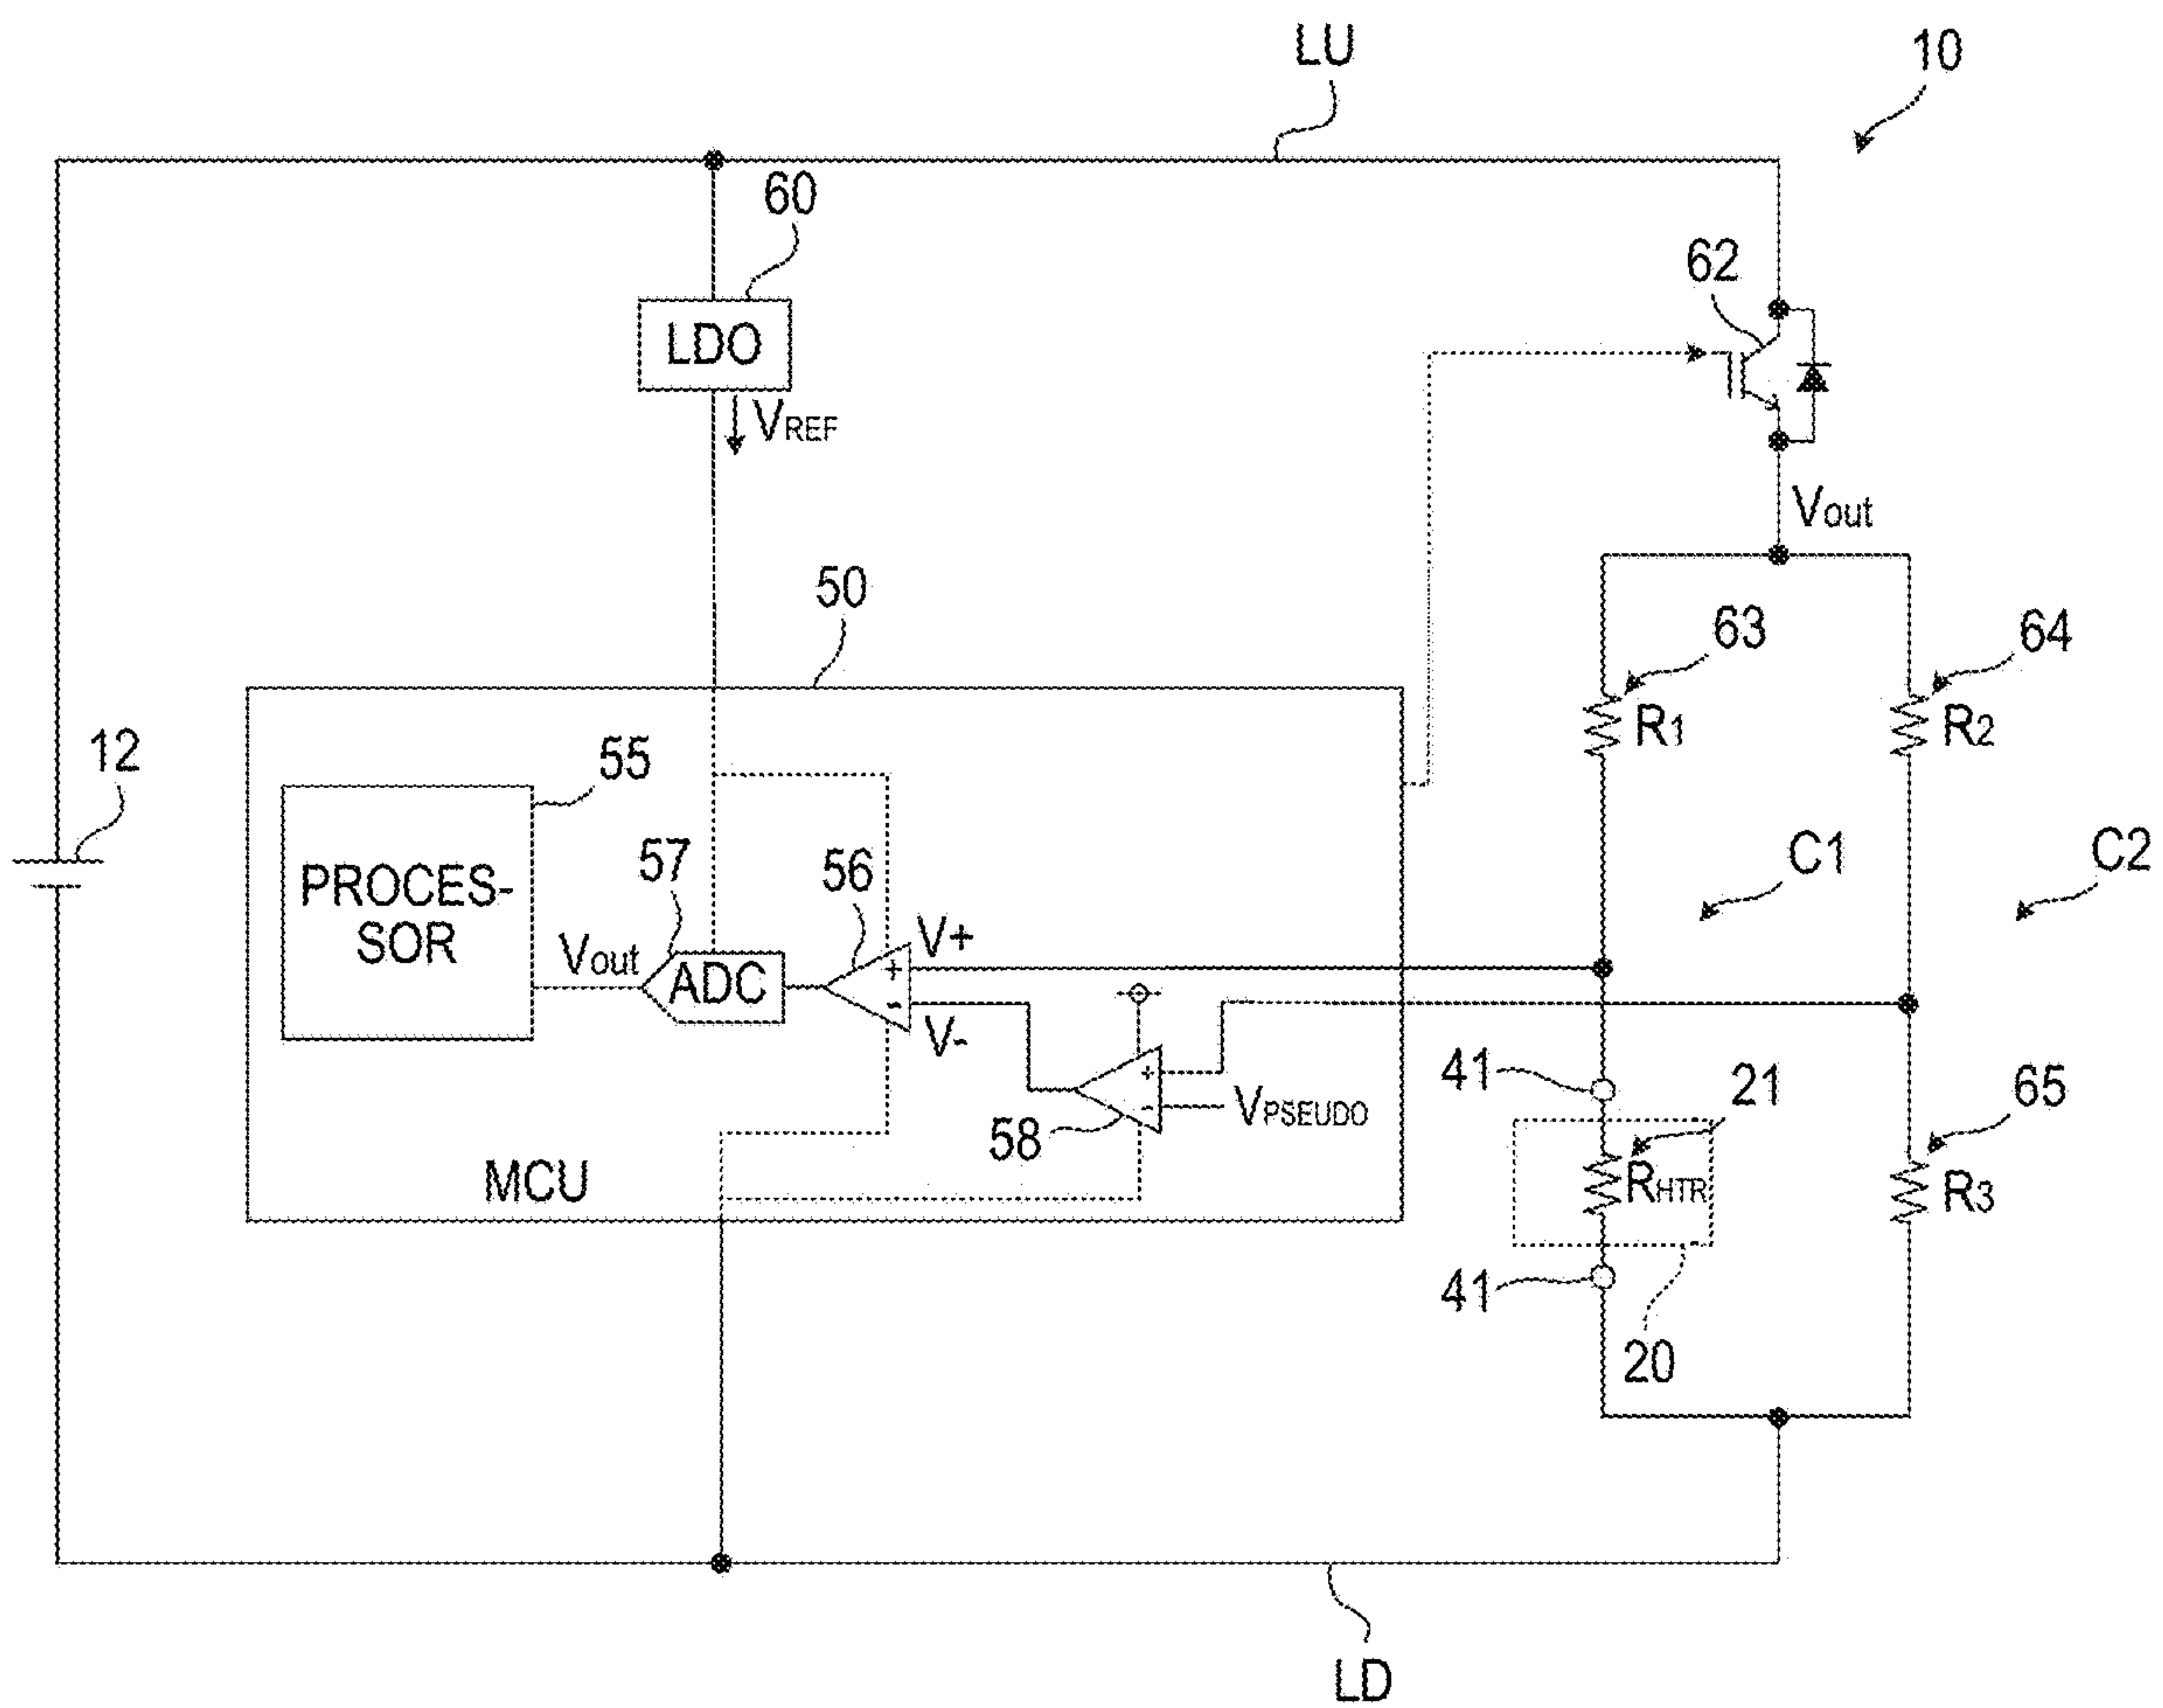 LU
10
60
LDO
VREF
62
Vout
50
63
64
R1
R2
12
55
PROCES-
SOR
57
56
C1
C2
Vout
ADC
V+
+
-
V-
41
21
65
+
-
VPSEUDO
58
MCU
RHTR
R3
41
20
LD